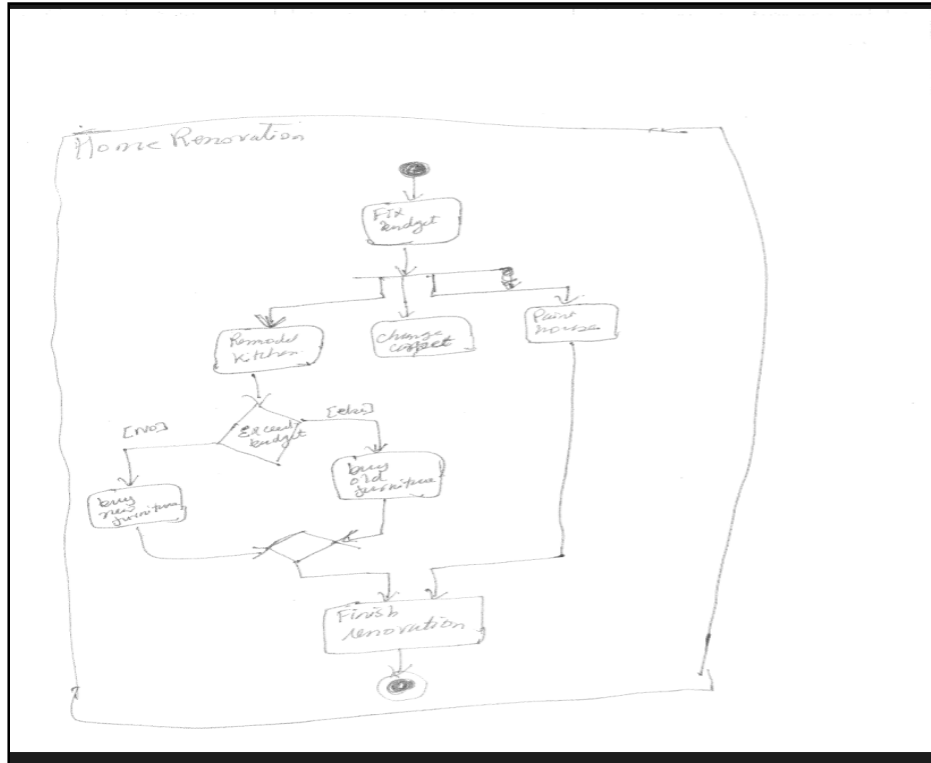 Home Renovation
Fix
budget
Remodel
Kitchen
change
carpet
Paint
house
[No]
[else]
Exceeds
budget
buy
old
furniture
buy
new
furniture
Finish
renovation